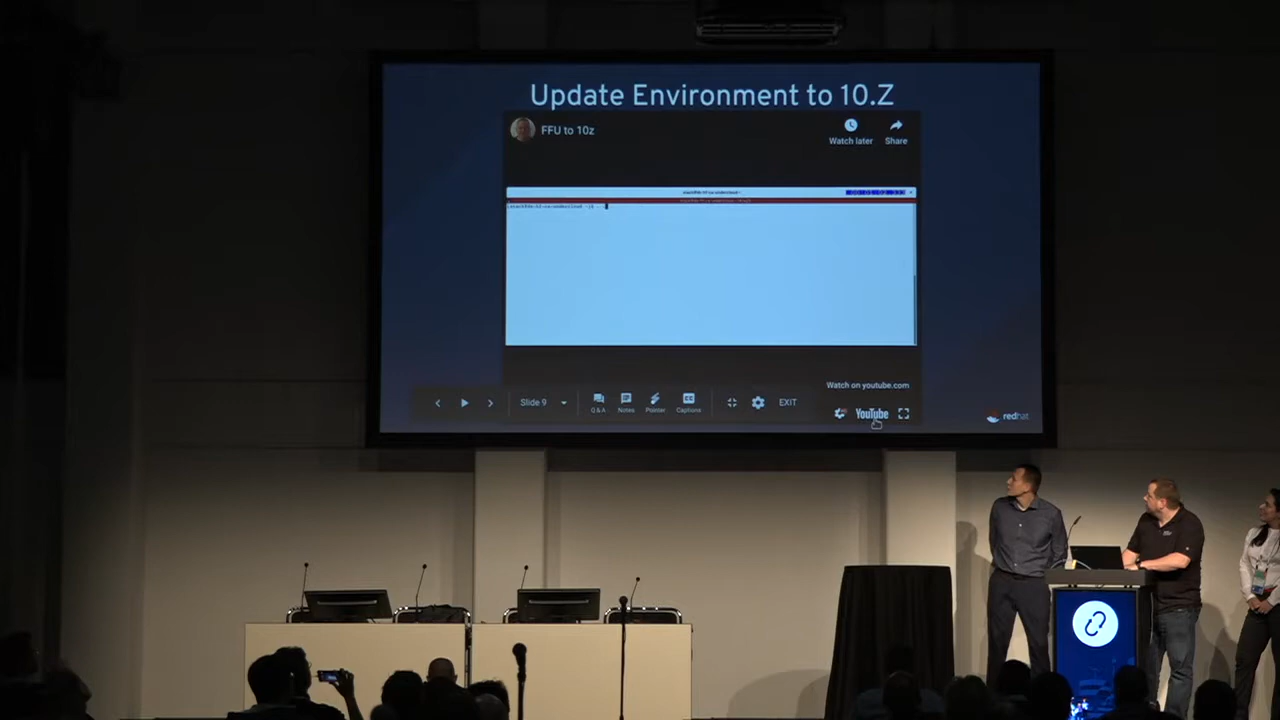 Update Environment to 10.Z
FFU to 10z
Watch later
Share
Watch on youtube.com
Slide 9
Q & A
Notes
Pointer
Captions
EXIT
YouTube
redhat